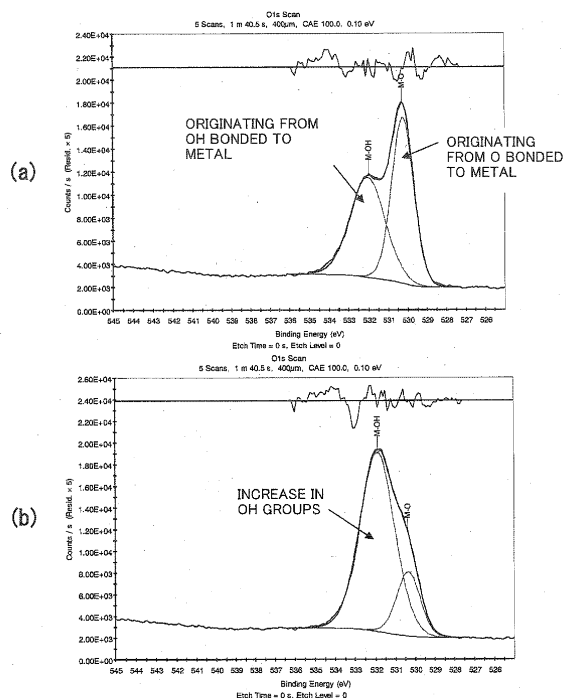 (a)
O1s Scan
5 Scans, 1 m 40.5 s, 400µm, CAE 100.0, 0.10 eV
Counts / s (Resid. × 5)
2.40E+04
2.20E+04
2.00E+04
1.80E+04
1.60E+04
1.40E+04
1.20E+04
1.00E+04
8.00E+03
6.00E+03
4.00E+03
2.00E+03
0.00E+00
M-O
M-OH
ORIGINATING FROM
OH BONDED TO
METAL
ORIGINATING
FROM O BONDED
TO METAL
545 544 543 542 541 540 539 538 537 536 535 534 533 532 531 530 529 528 527 526
Binding Energy (eV)
Etch Time = 0 s, Etch Level = 0
(b)
O1s Scan
5 Scans, 1 m 40.5 s, 400µm, CAE 100.0, 0.10 eV
Counts / s (Resid. × 5)
2.60E+04
2.40E+04
2.20E+04
2.00E+04
1.80E+04
1.60E+04
1.40E+04
1.20E+04
1.00E+04
8.00E+03
6.00E+03
4.00E+03
2.00E+03
0.00E+00
M-OH
M-O
INCREASE IN
OH GROUPS
545 544 543 542 541 540 539 538 537 536 535 534 533 532 531 530 529 528 527 526
Binding Energy (eV)
Etch Time = 0 s, Etch Level = 0